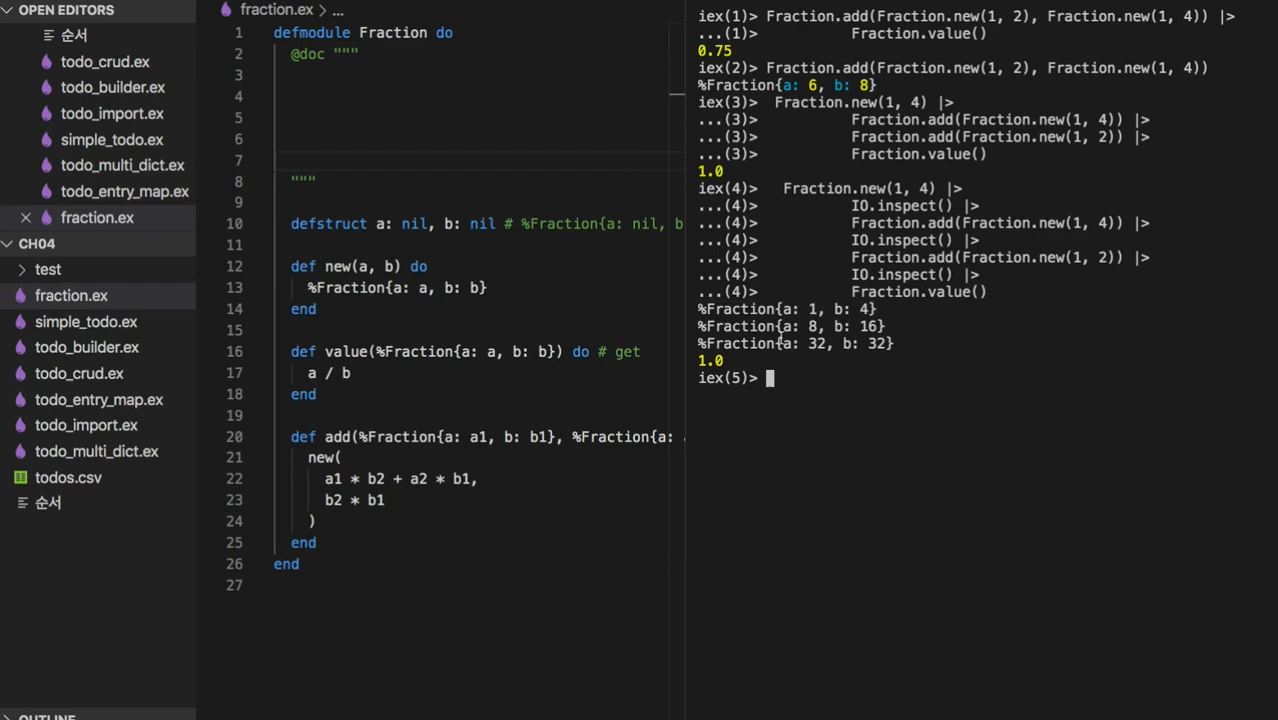 OPEN EDITORS
순서
todo_crud.ex
todo_builder.ex
todo_import.ex
simple_todo.ex
todo_multi_dict.ex
todo_entry_map.ex
fraction.ex
CH04
test
fraction.ex
simple_todo.ex
todo_builder.ex
todo_crud.ex
todo_entry_map.ex
todo_import.ex
todo_multi_dict.ex
todos.csv
순서
OUTLINE
fraction.ex > ...
1 defmodule Fraction do
2 @doc """
3
4
5
6
7
8 """
9
10 defstruct a: nil, b: nil # %Fraction{a: nil, b
11
12 def new(a, b) do
13 %Fraction{a: a, b: b}
14 end
15
16 def value(%Fraction{a: a, b: b}) do # get
17 a / b
18 end
19
20 def add(%Fraction{a: a1, b: b1}, %Fraction{a:
21 new(
22 a1 * b2 + a2 * b1,
23 b2 * b1
24 )
25 end
26 end
27
iex(1)> Fraction.add(Fraction.new(1, 2), Fraction.new(1, 4)) |>
...(1)> Fraction.value()
0.75
iex(2)> Fraction.add(Fraction.new(1, 2), Fraction.new(1, 4))
%Fraction{a: 6, b: 8}
iex(3)> Fraction.new(1, 4) |>
...(3)> Fraction.add(Fraction.new(1, 4)) |>
...(3)> Fraction.add(Fraction.new(1, 2)) |>
...(3)> Fraction.value()
1.0
iex(4)> Fraction.new(1, 4) |>
...(4)> IO.inspect() |>
...(4)> Fraction.add(Fraction.new(1, 4)) |>
...(4)> IO.inspect() |>
...(4)> Fraction.add(Fraction.new(1, 2)) |>
...(4)> IO.inspect() |>
...(4)> Fraction.value()
%Fraction{a: 1, b: 4}
%Fraction{a: 8, b: 16}
%Fraction{a: 32, b: 32}
1.0
iex(5)>